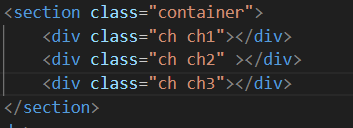 <section class="container">
    <div class="ch ch1"></div>
    <div class="ch ch2" ></div>
    <div class="ch ch3"></div>
</section>